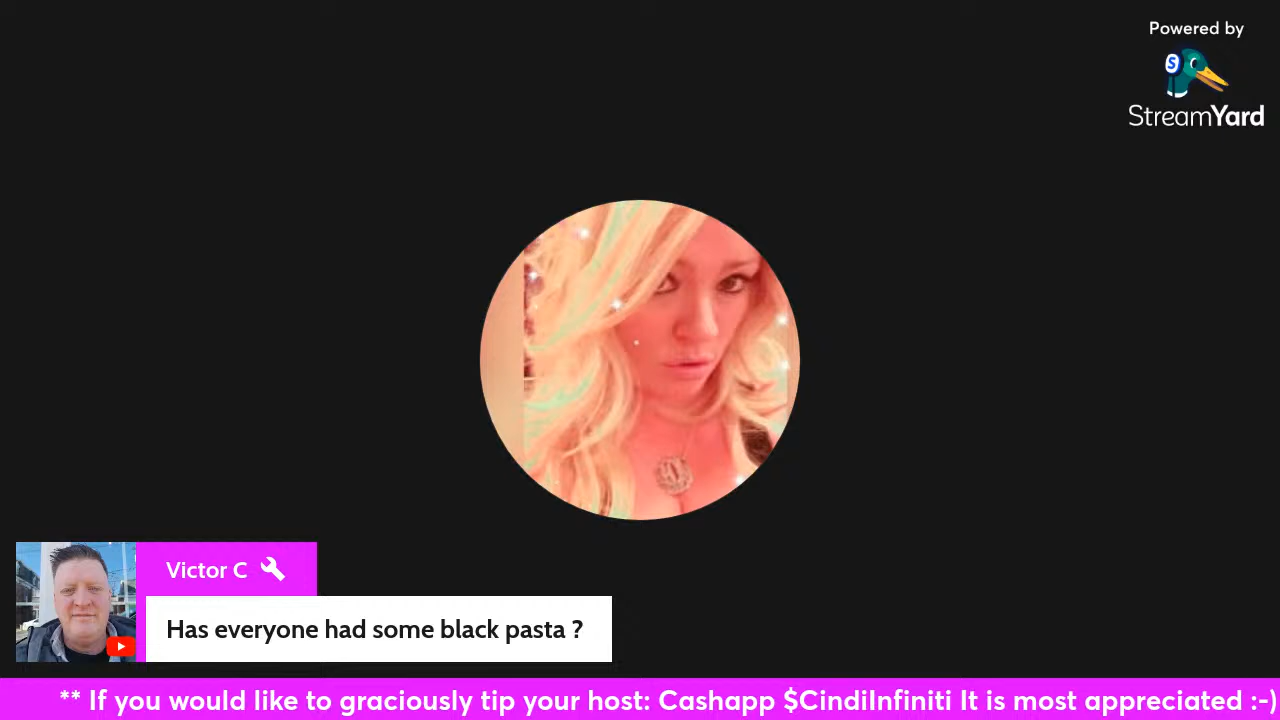 Powered by
S
StreamYard
Victor C
Has everyone had some black pasta ?
** If you would like to graciously tip your host: Cashapp $CindiInfiniti It is most appreciated :-)